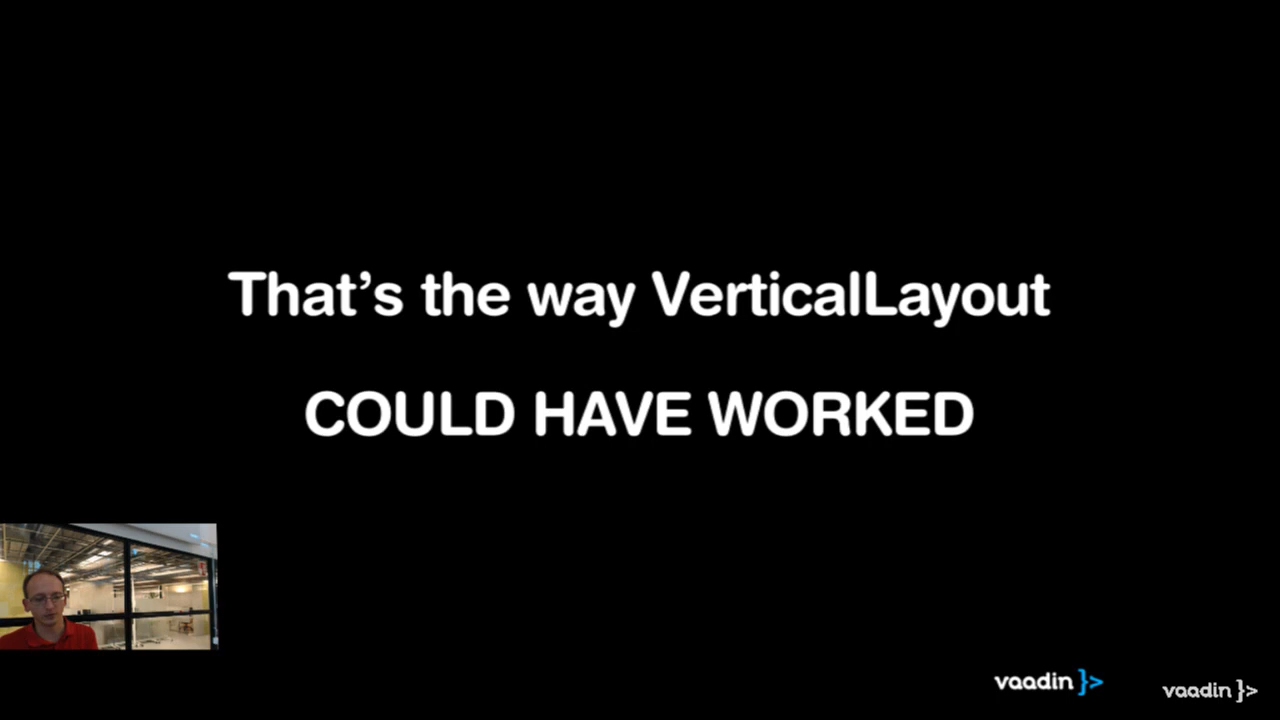 That’s the way VerticalLayout
COULD HAVE WORKED
vaadin }>
vaadin }>